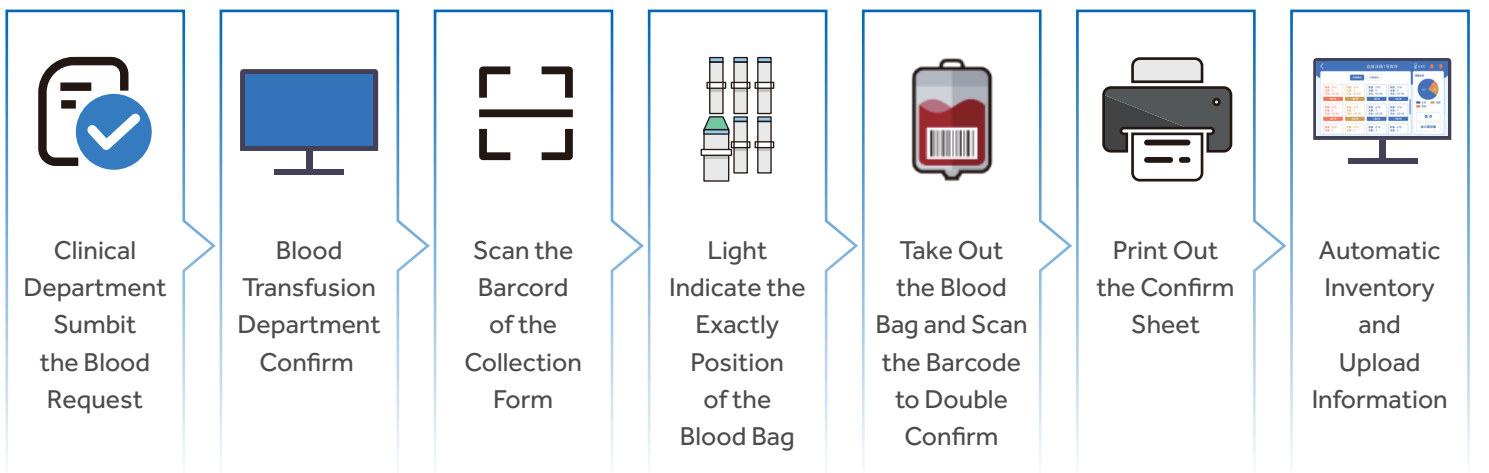 Clinical
Department
Sumbit
the Blood
Request
Blood
Transfusion
Department
Confirm
Scan the
Barcord
of the
Collection
Form
Light
Indicate the
Exactly
Position
of the
Blood Bag
Take Out
the Blood
Bag and Scan
the Barcode
to Double
Confirm
Print Out
the Confirm
Sheet
Automatic
Inventory
and
Upload
Information